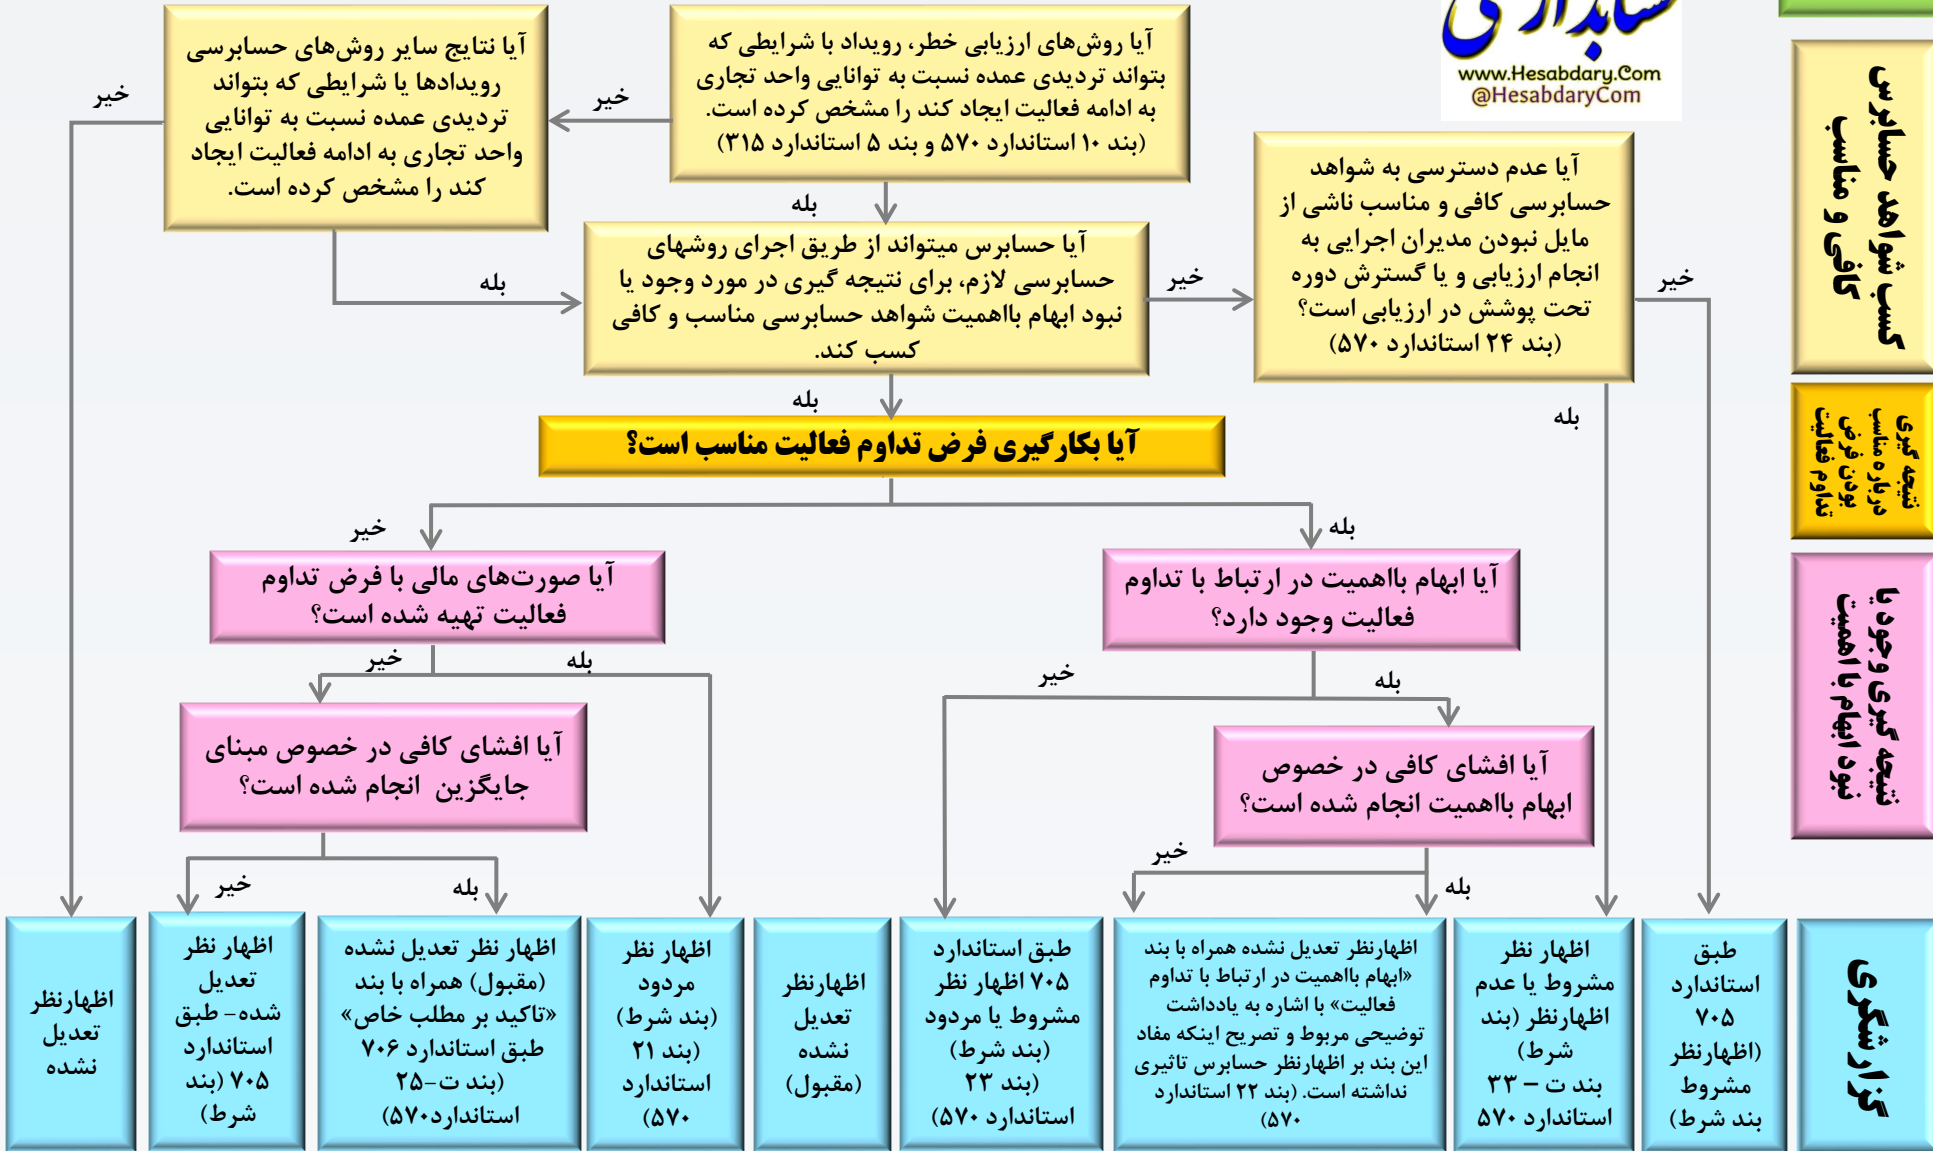 حسابداری
www.Hesabdary.Com
@HesabdaryCom
کسب شواهد حسابرس
کافی و مناسب
آیا روش‌های ارزیابی خطر، رویداد با شرایطی که
بتواند تردیدی عمده نسبت به توانایی واحد تجاری
به ادامه فعالیت ایجاد کند را مشخص کرده است.
(بند ۱۰ استاندارد ۵۷۰ و بند ۵ استاندارد ۳۱۵)
خیر
آیا نتایج سایر روش‌های حسابرسی
رویدادها یا شرایطی که بتواند
تردیدی عمده نسبت به توانایی
واحد تجاری به ادامه فعالیت ایجاد
کند را مشخص کرده است.
خیر
بله
بله
آیا حسابرس میتواند از طریق اجرای روشهای
حسابرسی لازم، برای نتیجه گیری در مورد وجود یا
نبود ابهام بااهمیت شواهد حسابرسی مناسب و کافی
کسب کند.
خیر
آیا عدم دسترسی به شواهد
حسابرسی کافی و مناسب ناشی از
مایل نبودن مدیران اجرایی به
انجام ارزیابی و یا گسترش دوره
تحت پوشش در ارزیابی است؟
(بند ۲۴ استاندارد ۵۷۰)
خیر
بله
بله
نتیجه گیری
درباره مناسب
بودن فرض
تداوم فعالیت
آیا بکارگیری فرض تداوم فعالیت مناسب است؟
بله
خیر
نتیجه گیری وجود یا
نبود ابهام با اهمیت
آیا ابهام بااهمیت در ارتباط با تداوم
فعالیت وجود دارد؟
بله
خیر
آیا افشای کافی در خصوص
ابهام بااهمیت انجام شده است؟
خیر
بله
آیا صورت‌های مالی با فرض تداوم
فعالیت تهیه شده است؟
بله
خیر
آیا افشای کافی در خصوص مبنای
جایگزین انجام شده است؟
بله
خیر
گزارشگری
طبق
استاندارد
۷۰۵
(اظهارنظر
مشروط
بند شرط)
اظهار نظر
مشروط یا عدم
اظهارنظر (بند
شرط)
بند ت – ۳۳
استاندارد ۵۷۰
اظهارنظر تعدیل نشده همراه با بند
«ابهام بااهمیت در ارتباط با تداوم
فعالیت» با اشاره به یادداشت
توضیحی مربوط و تصریح اینکه مفاد
این بند بر اظهارنظر حسابرس تاثیری
نداشته است. (بند ۲۲ استاندارد
۵۷۰)
طبق استاندارد
۷۰۵ اظهار نظر
مشروط یا مردود
(بند شرط)
(بند ۲۳
استاندارد ۵۷۰)
اظهارنظر
تعدیل
نشده
(مقبول)
اظهار نظر
مردود
(بند شرط)
(بند ۲۱
استاندارد
۵۷۰)
اظهار نظر تعدیل نشده
(مقبول) همراه با بند
«تاکید بر مطلب خاص»
طبق استاندارد ۷۰۶
(بند ت-۲۵
استاندارد۵۷۰)
اظهار نظر
تعدیل
شده- طبق
استاندارد
۷۰۵ (بند
شرط)
اظهارنظر
تعدیل
نشده